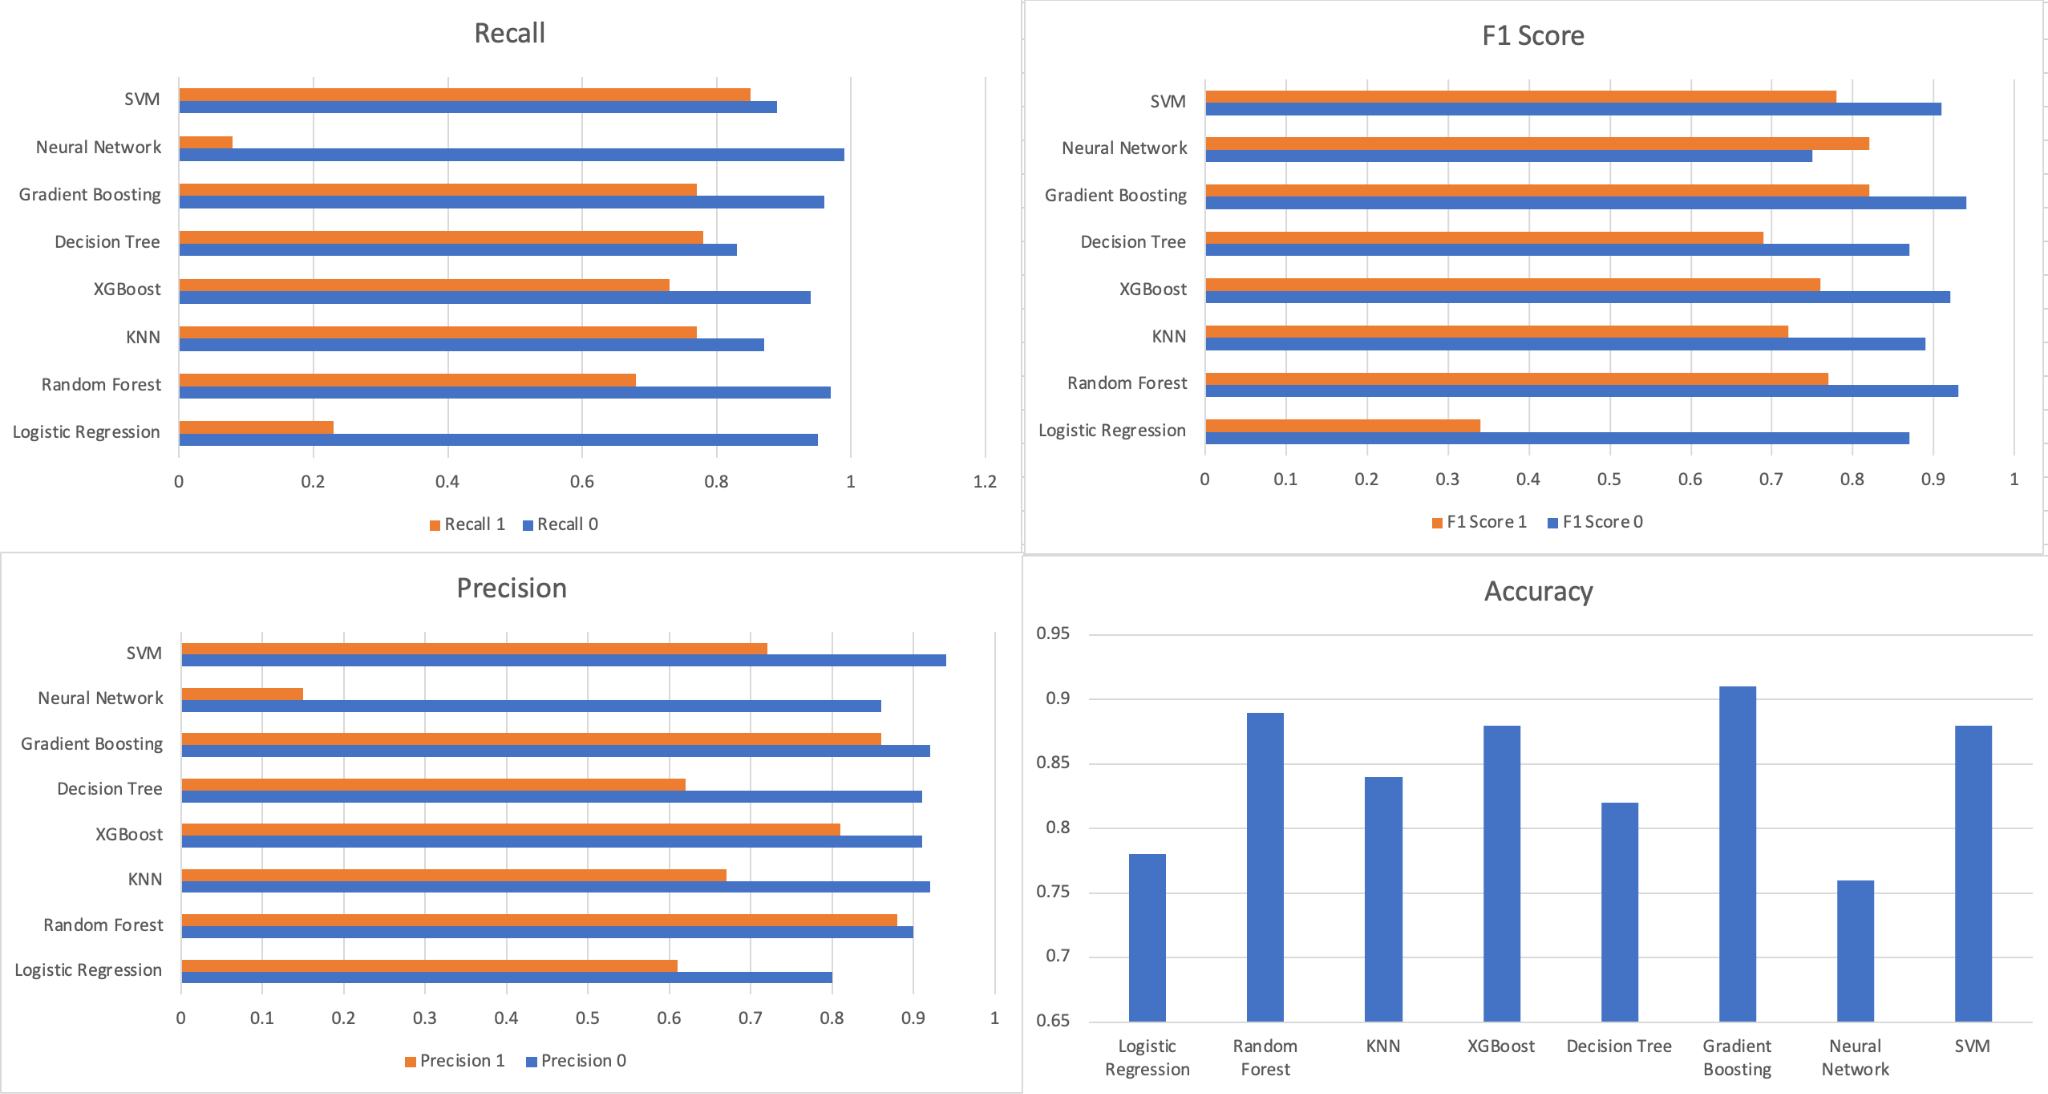 Recall
SVM
Neural Network
Gradient Boosting
Decision Tree
XGBoost
KNN
Random Forest
Logistic Regression
0 0.2 0.4 0.6 0.8 1 1.2
Recall 1 Recall 0
F1 Score
SVM
Neural Network
Gradient Boosting
Decision Tree
XGBoost
KNN
Random Forest
Logistic Regression
0 0.1 0.2 0.3 0.4 0.5 0.6 0.7 0.8 0.9 1
F1 Score 1 F1 Score 0
Precision
SVM
Neural Network
Gradient Boosting
Decision Tree
XGBoost
KNN
Random Forest
Logistic Regression
0 0.1 0.2 0.3 0.4 0.5 0.6 0.7 0.8 0.9 1
Precision 1 Precision 0
Accuracy
0.95
0.9
0.85
0.8
0.75
0.7
0.65
Logistic Random KNN XGBoost Decision Tree Gradient Neural SVM
Regression Forest Boosting Network